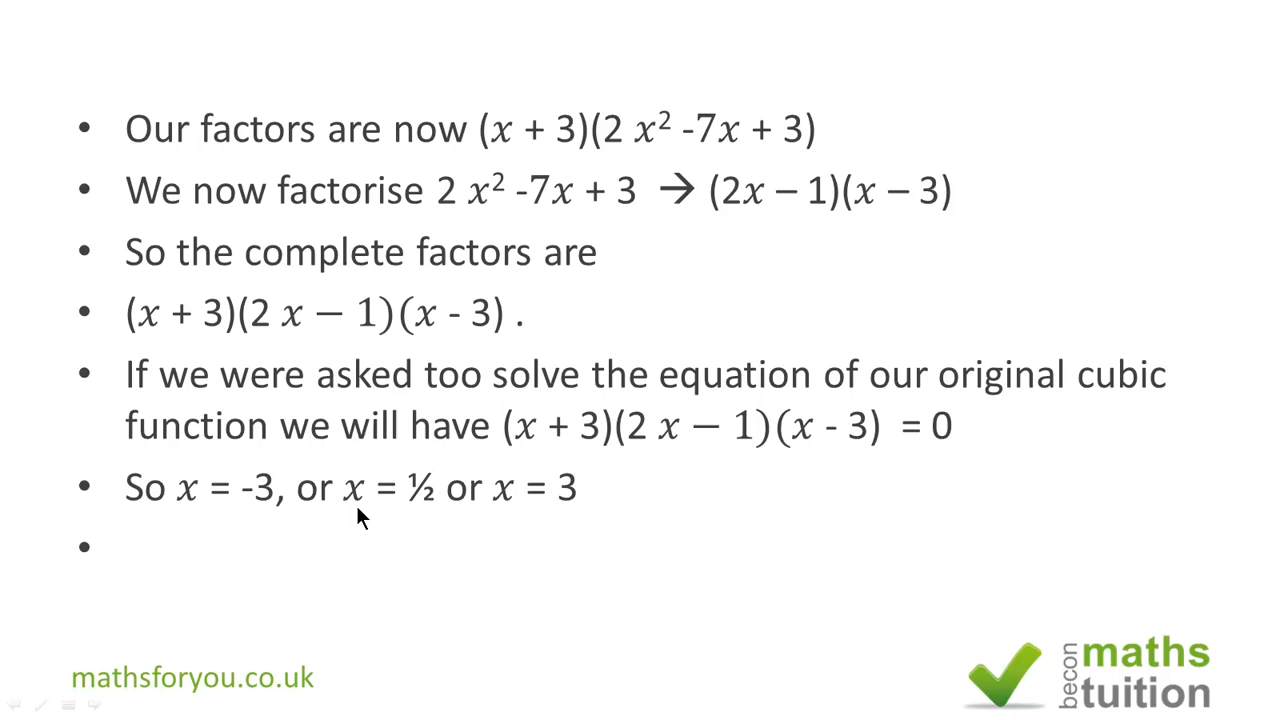 • Our factors are now (x + 3)(2 x² -7x + 3)
• We now factorise 2 x² -7x + 3 → (2x – 1)(x – 3)
• So the complete factors are
• (x + 3)(2 x − 1)(x - 3) .
• If we were asked too solve the equation of our original cubic
function we will have (x + 3)(2 x − 1)(x - 3) = 0
• So x = -3, or x = ½ or x = 3
•
mathsforyou.co.uk
becon
maths
tuition